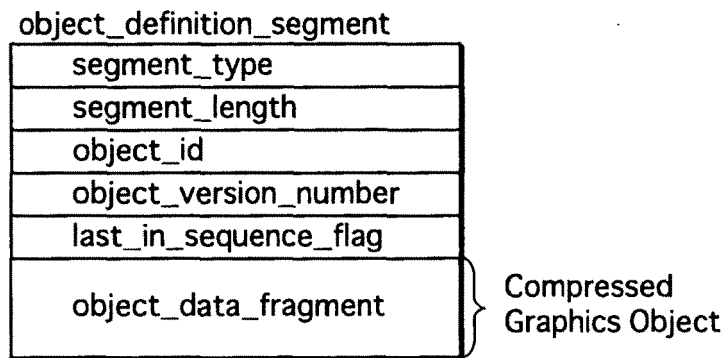 object_definition_segment
segment_type
segment_length
object_id
object_version_number
last_in_sequence_flag
object_data_fragment
Compressed
Graphics Object